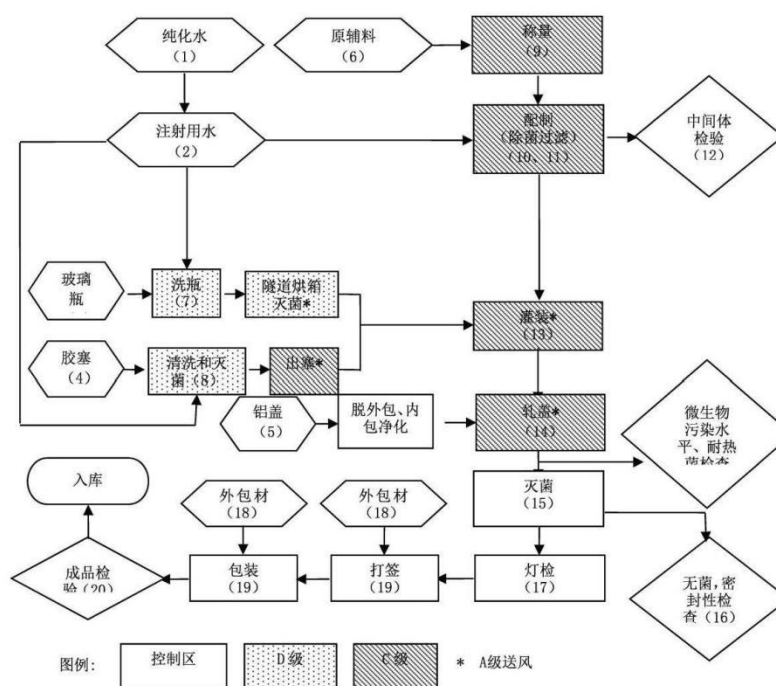 纯化水
（1）
原辅料
（6）
称量
（9）
注射用水
（2）
配制
（除菌过滤）
（10、11）
中间体
检验
（12）
玻璃
瓶
洗瓶
（7）
隧道烘箱
灭菌*
灌装*
（13）
胶塞
（4）
清洗和灭
菌（8）
出塞*
铝盖
（5）
脱外包、内
包净化
轧盖*
（14）
微生物
污染水
平、耐热
菌检查
入库
外包材
（18）
外包材
（18）
灭菌
（15）
成品检
验（20）
包装
（19）
打签
（19）
灯检
（17）
无菌，密
封性检
查（16）
图例：
控制区
D级
C级
* A级送风